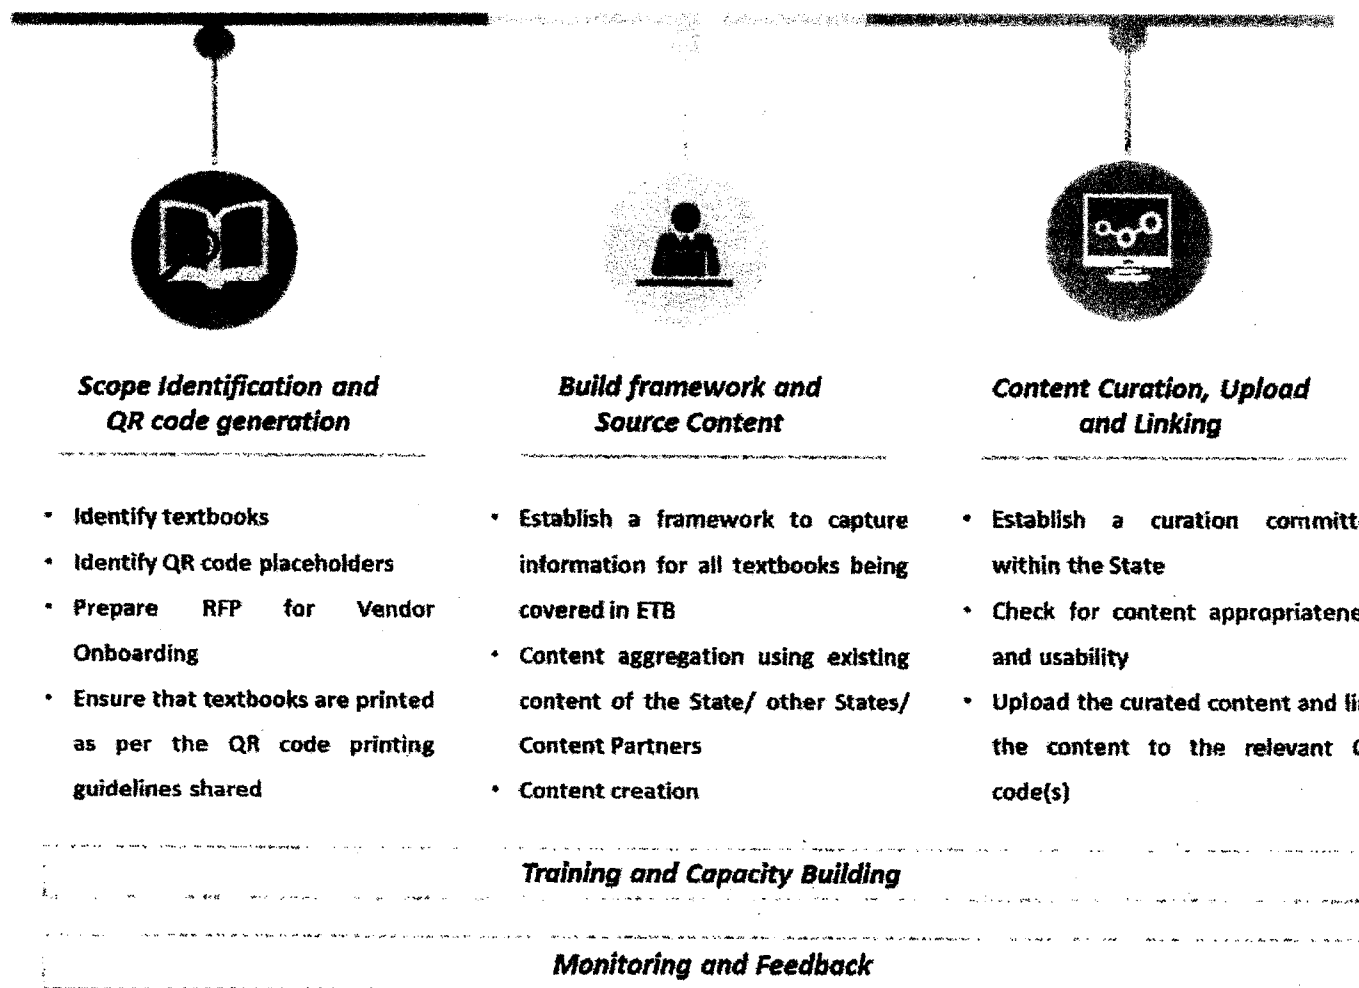 Scope Identification and
QR code generation
• Identify textbooks
• Identify QR code placeholders
• Prepare RFP for Vendor
Onboarding
• Ensure that textbooks are printed
as per the QR code printing
guidelines shared
Build framework and
Source Content
• Establish a framework to capture
information for all textbooks being
covered in ETB
• Content aggregation using existing
content of the State/ other States/
Content Partners
• Content creation
Content Curation, Upload
and Linking
• Establish a curation
within the State
• Check for content
and usability
• Upload the curated content and
the content to the relevant
code(s)
Training and Capacity Building
Monitoring and Feedback